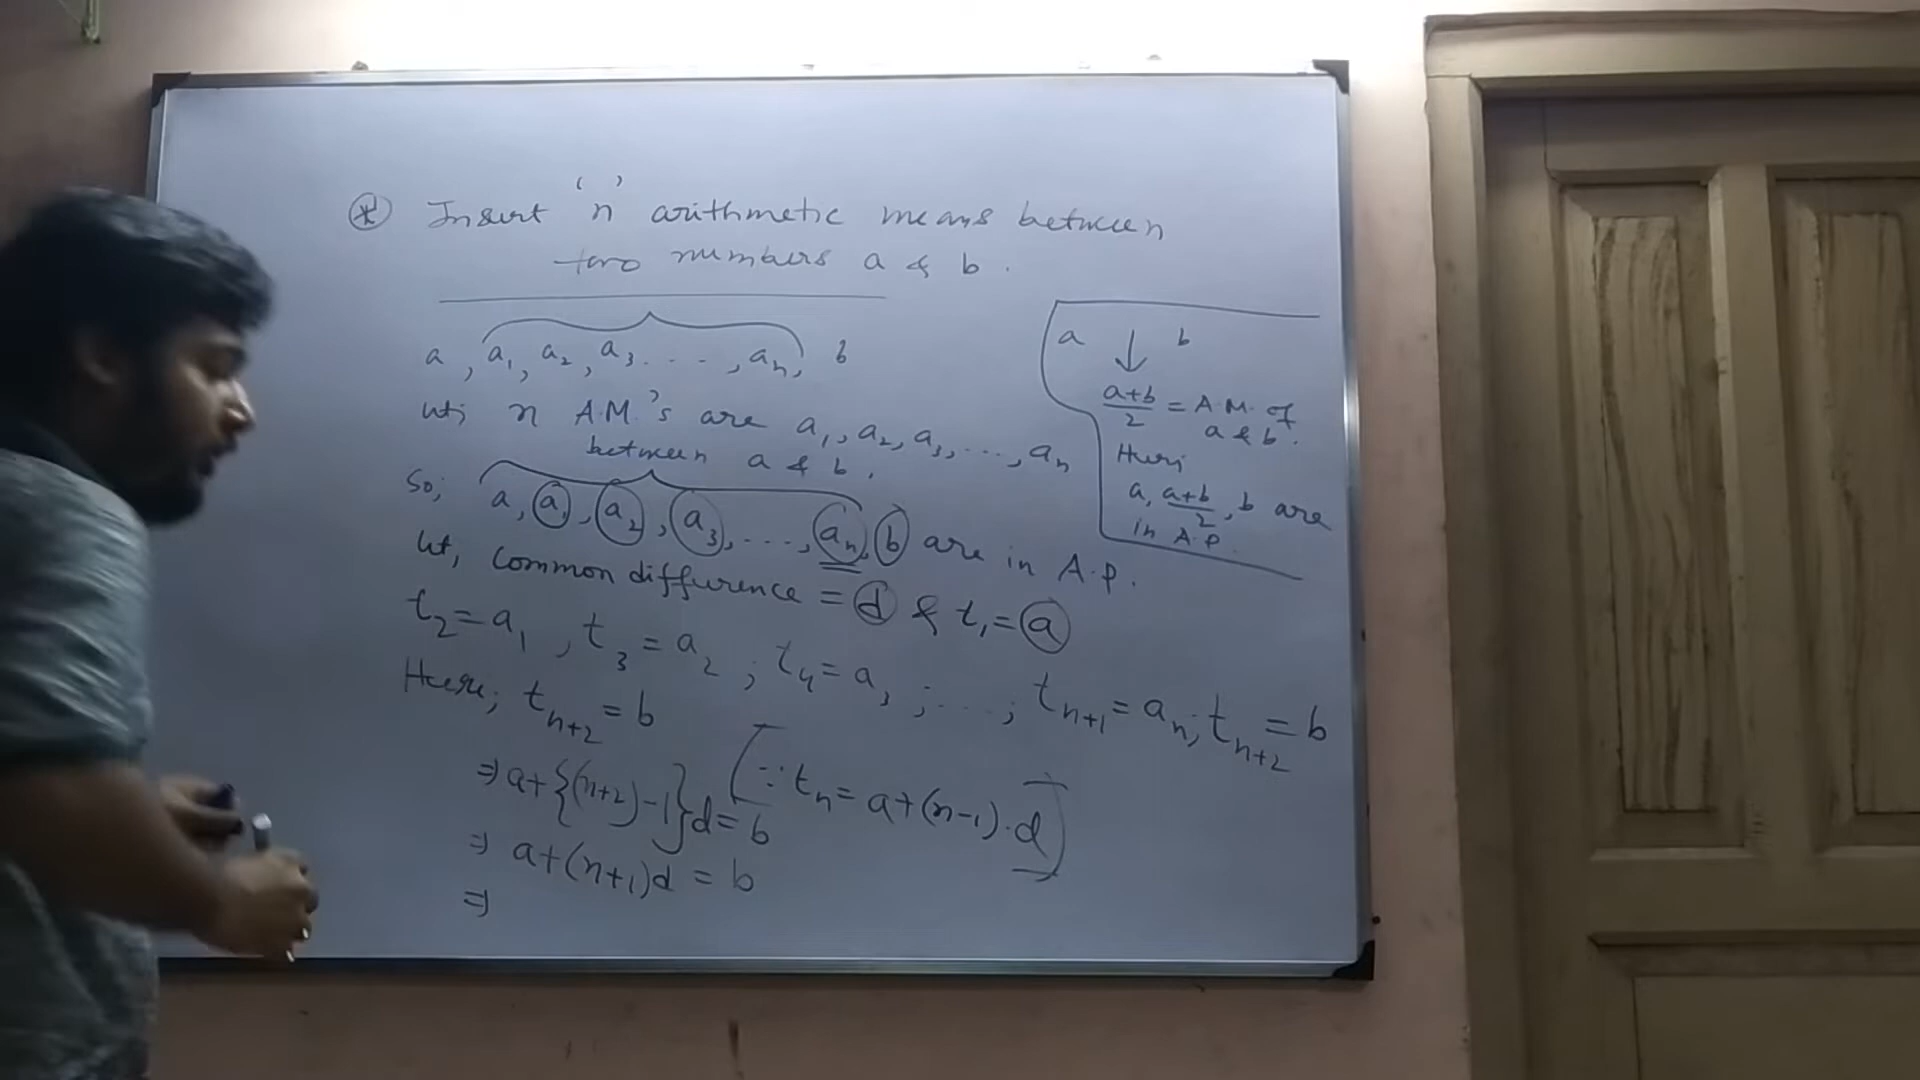 * Insert 'n' arithmetic means between
two numbers a & b.
a, a₁, a₂, a₃. ..., aₙ, b
Let; n A.M.'s are a₁, a₂, a₃, ..., aₙ
between a & b.
So; a, a₁, a₂, a₃, ...., aₙ, b are in A.P.
Let, common difference = d & t₁ = a
t₂ = a₁, t₃ = a₂; t₄ = a₃; ....; tₙ₊₁ = aₙ; tₙ₊₂ = b
Here; tₙ₊₂ = b
⇒ a+{(n+2)-1}d = b [∵ tₙ = a+(n-1)·d]
⇒ a+(n+1)d = b
⇒
a ↓ b
(a+b)/2 = A.M. of
a & b.
Here;
a, (a+b)/2, b are
in A.P.